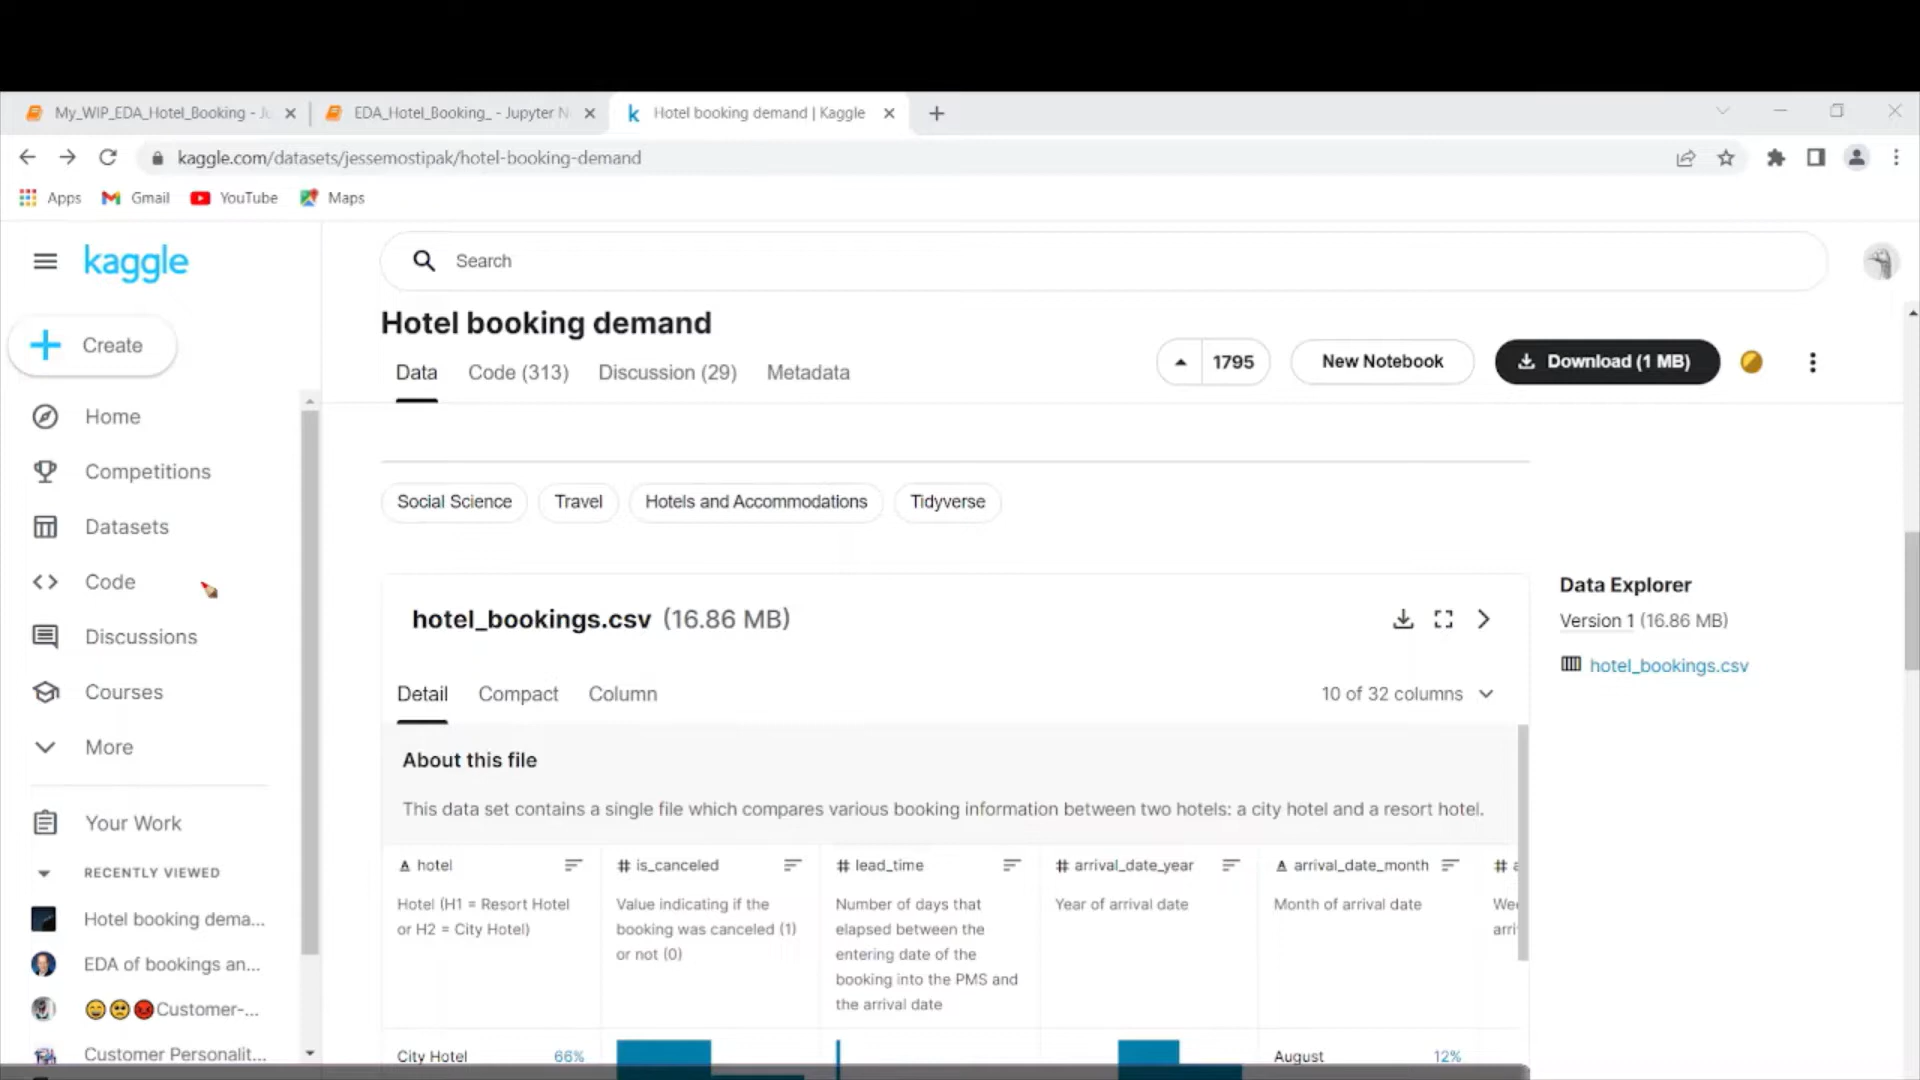 My_WIP_EDA_Hotel_Booking - Ju
EDA_Hotel_Booking_ - Jupyter N
Hotel booking demand | Kaggle
kaggle.com/datasets/jessemostipak/hotel-booking-demand
Apps
Gmail
YouTube
Maps
kaggle
Search
Create
Hotel booking demand
Data
Code (313)
Discussion (29)
Metadata
1795
New Notebook
Download (1 MB)
Home
Competitions
Datasets
Code
Discussions
Courses
More
Your Work
RECENTLY VIEWED
Hotel booking dema...
EDA of bookings an...
Customer-...
Customer Personalit...
Social Science
Travel
Hotels and Accommodations
Tidyverse
hotel_bookings.csv (16.86 MB)
Detail
Compact
Column
10 of 32 columns
About this file
This data set contains a single file which compares various booking information between two hotels: a city hotel and a resort hotel.
A hotel
Hotel (H1 = Resort Hotel
or H2 = City Hotel)
City Hotel 66%
# is_canceled
Value indicating if the
booking was canceled (1)
or not (0)
# lead_time
Number of days that
elapsed between the
entering date of the
booking into the PMS and
the arrival date
# arrival_date_year
Year of arrival date
A arrival_date_month
Month of arrival date
August 12%
# a
Wee
arri
Data Explorer
Version 1 (16.86 MB)
hotel_bookings.csv